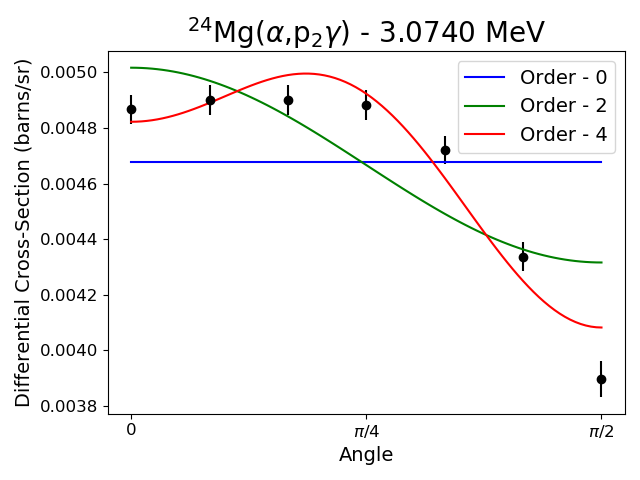 ²⁴Mg(α,p₂γ) - 3.0740 MeV
Differential Cross-Section (barns/sr)
0.0050
0.0048
0.0046
0.0044
0.0042
0.0040
0.0038
Order - 0
Order - 2
Order - 4
0
π/4
π/2
Angle